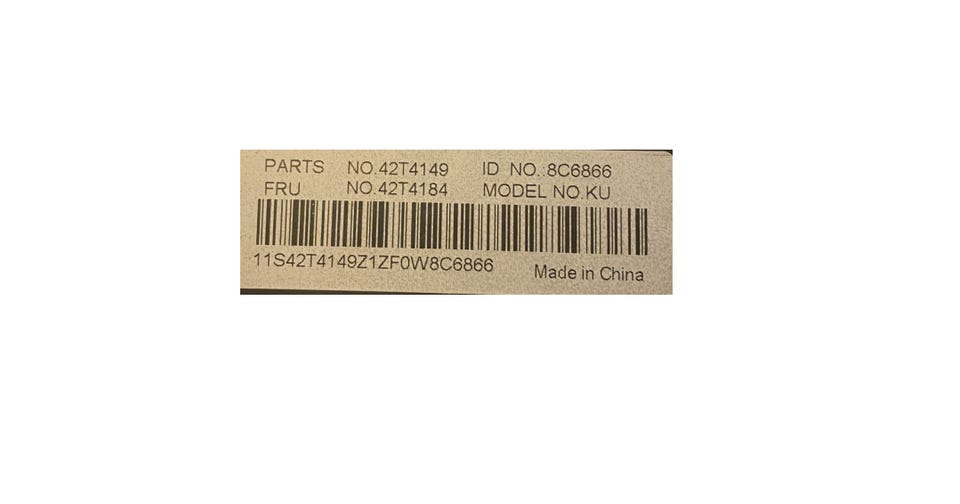 PARTS NO.42T4149 ID NO.:8C6866
FRU NO.42T4184 MODEL NO.KU
11S42T4149Z1ZF0W8C6866
Made in China